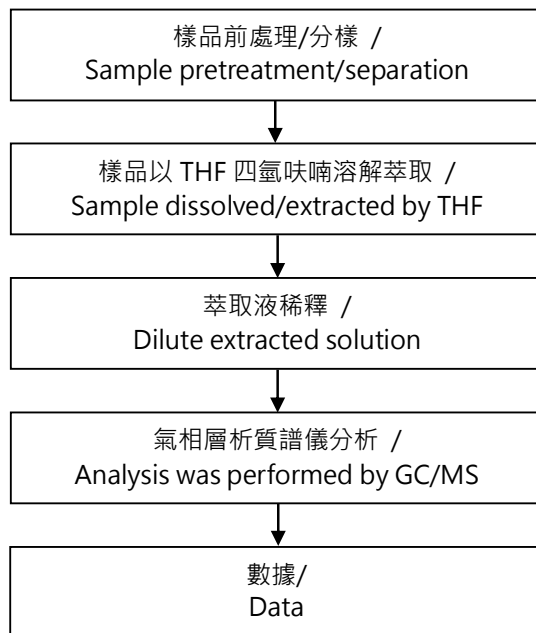 樣品前處理/分樣 /
Sample pretreatment/separation
樣品以 THF 四氫呋喃溶解萃取 /
Sample dissolved/extracted by THF
萃取液稀釋 /
Dilute extracted solution
氣相層析質譜儀分析 /
Analysis was performed by GC/MS
數據/
Data